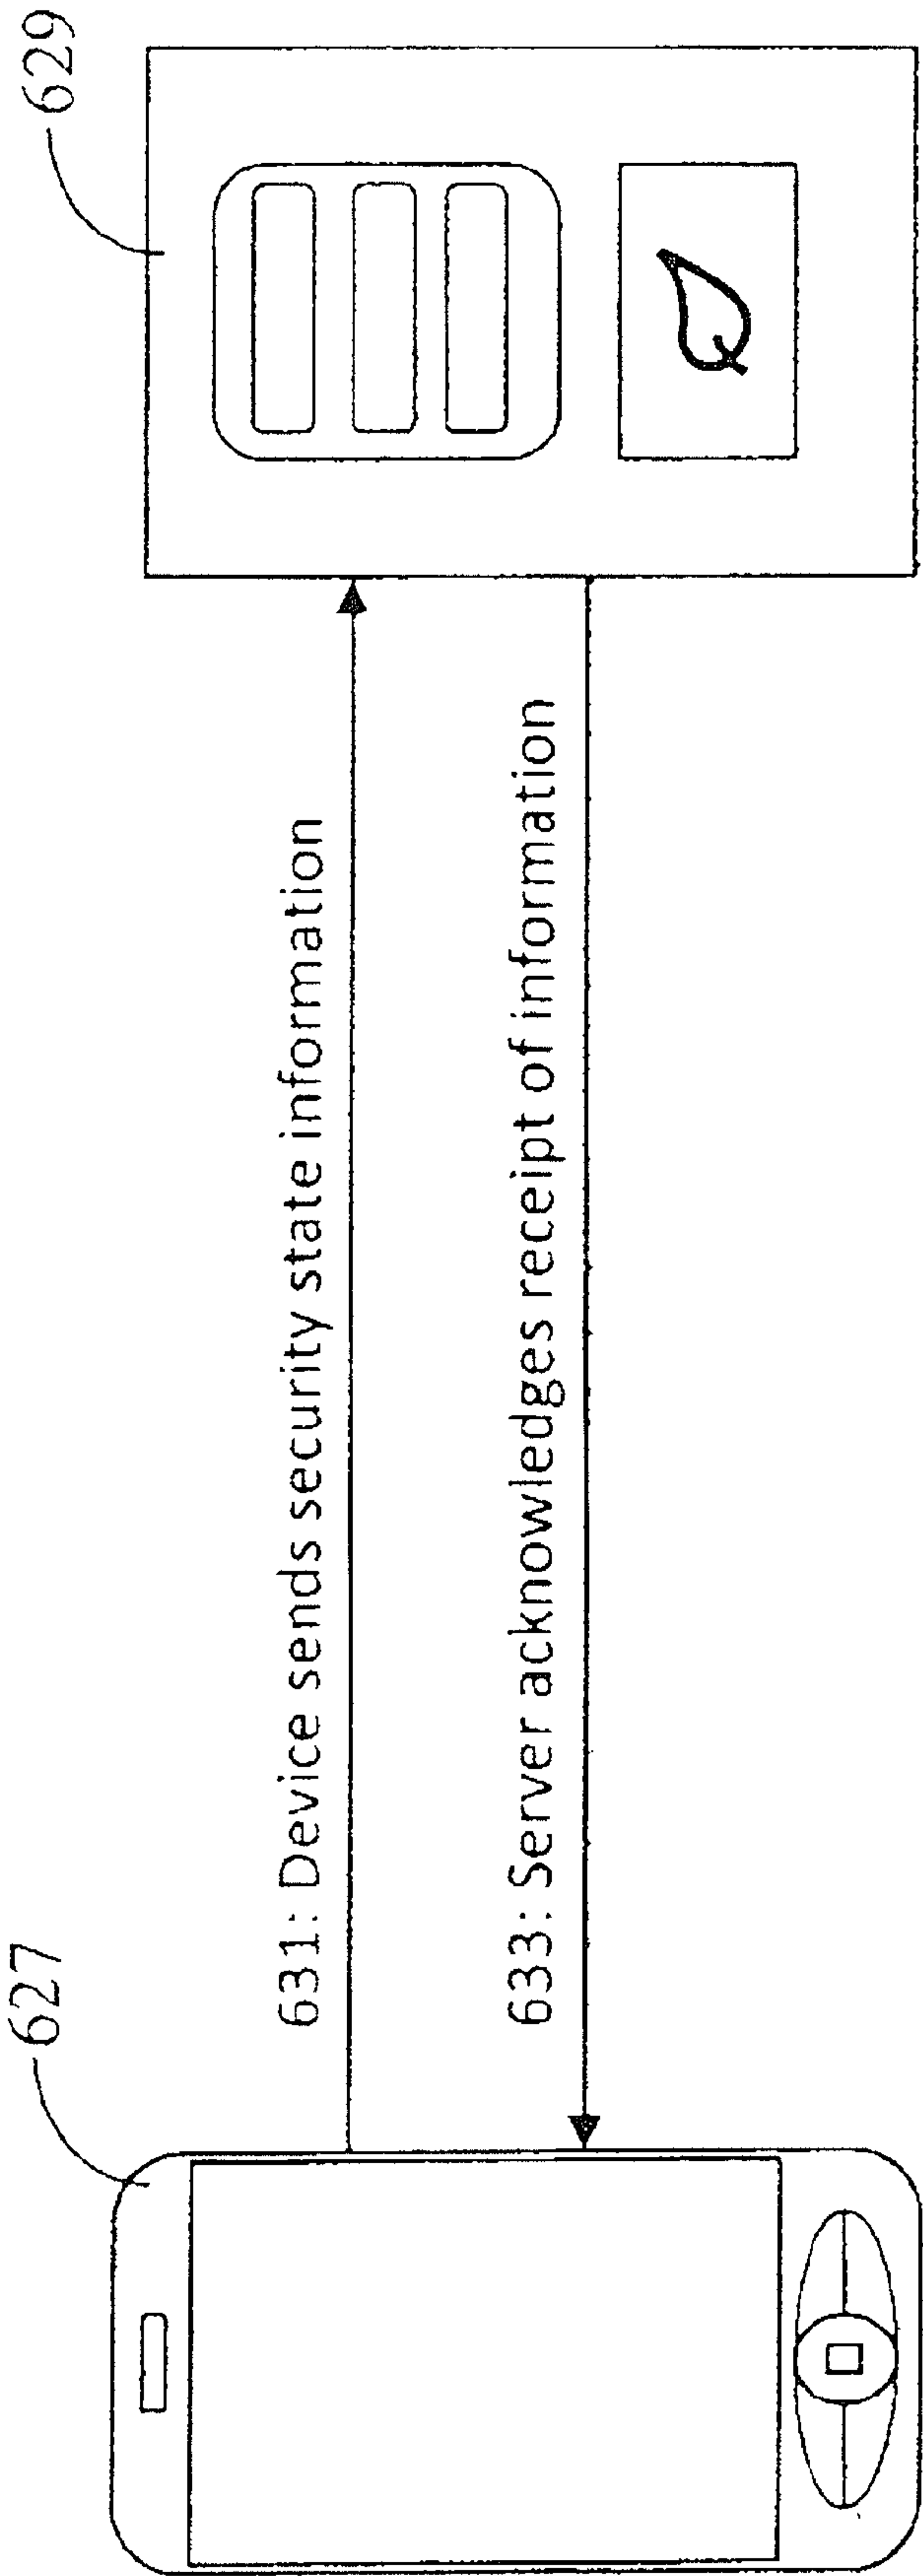 627
629
631: Device sends security state information
633: Server acknowledges receipt of information